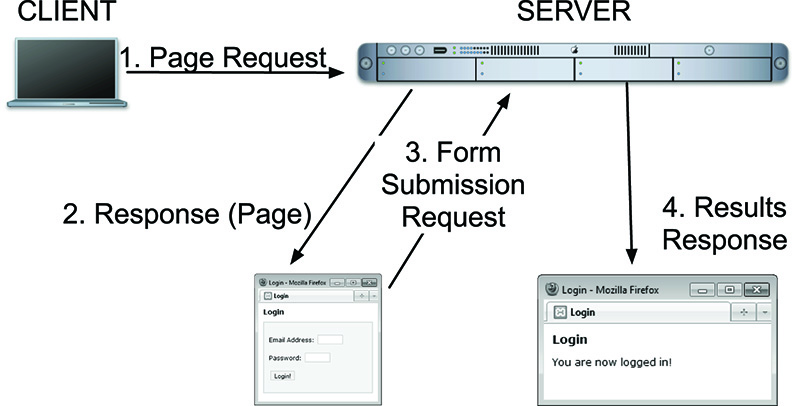 CLIENT
SERVER
1. Page Request
2. Response (Page)
3. Form
Submission
Request
4. Results
Response
Login - Mozilla Firefox
Login
Login
Email Address:
Password:
Login!
Login - Mozilla Firefox
Login
Login
You are now logged in!